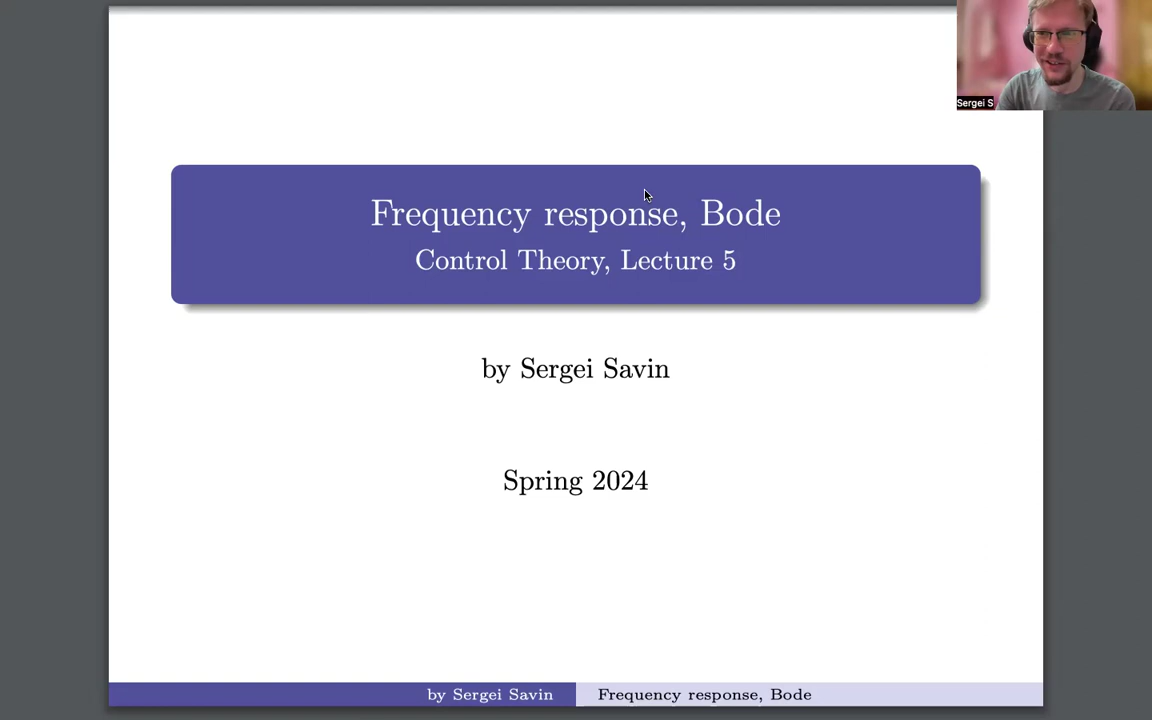 Sergei S
Frequency response, Bode
Control Theory, Lecture 5
by Sergei Savin
Spring 2024
by Sergei Savin
Frequency response, Bode